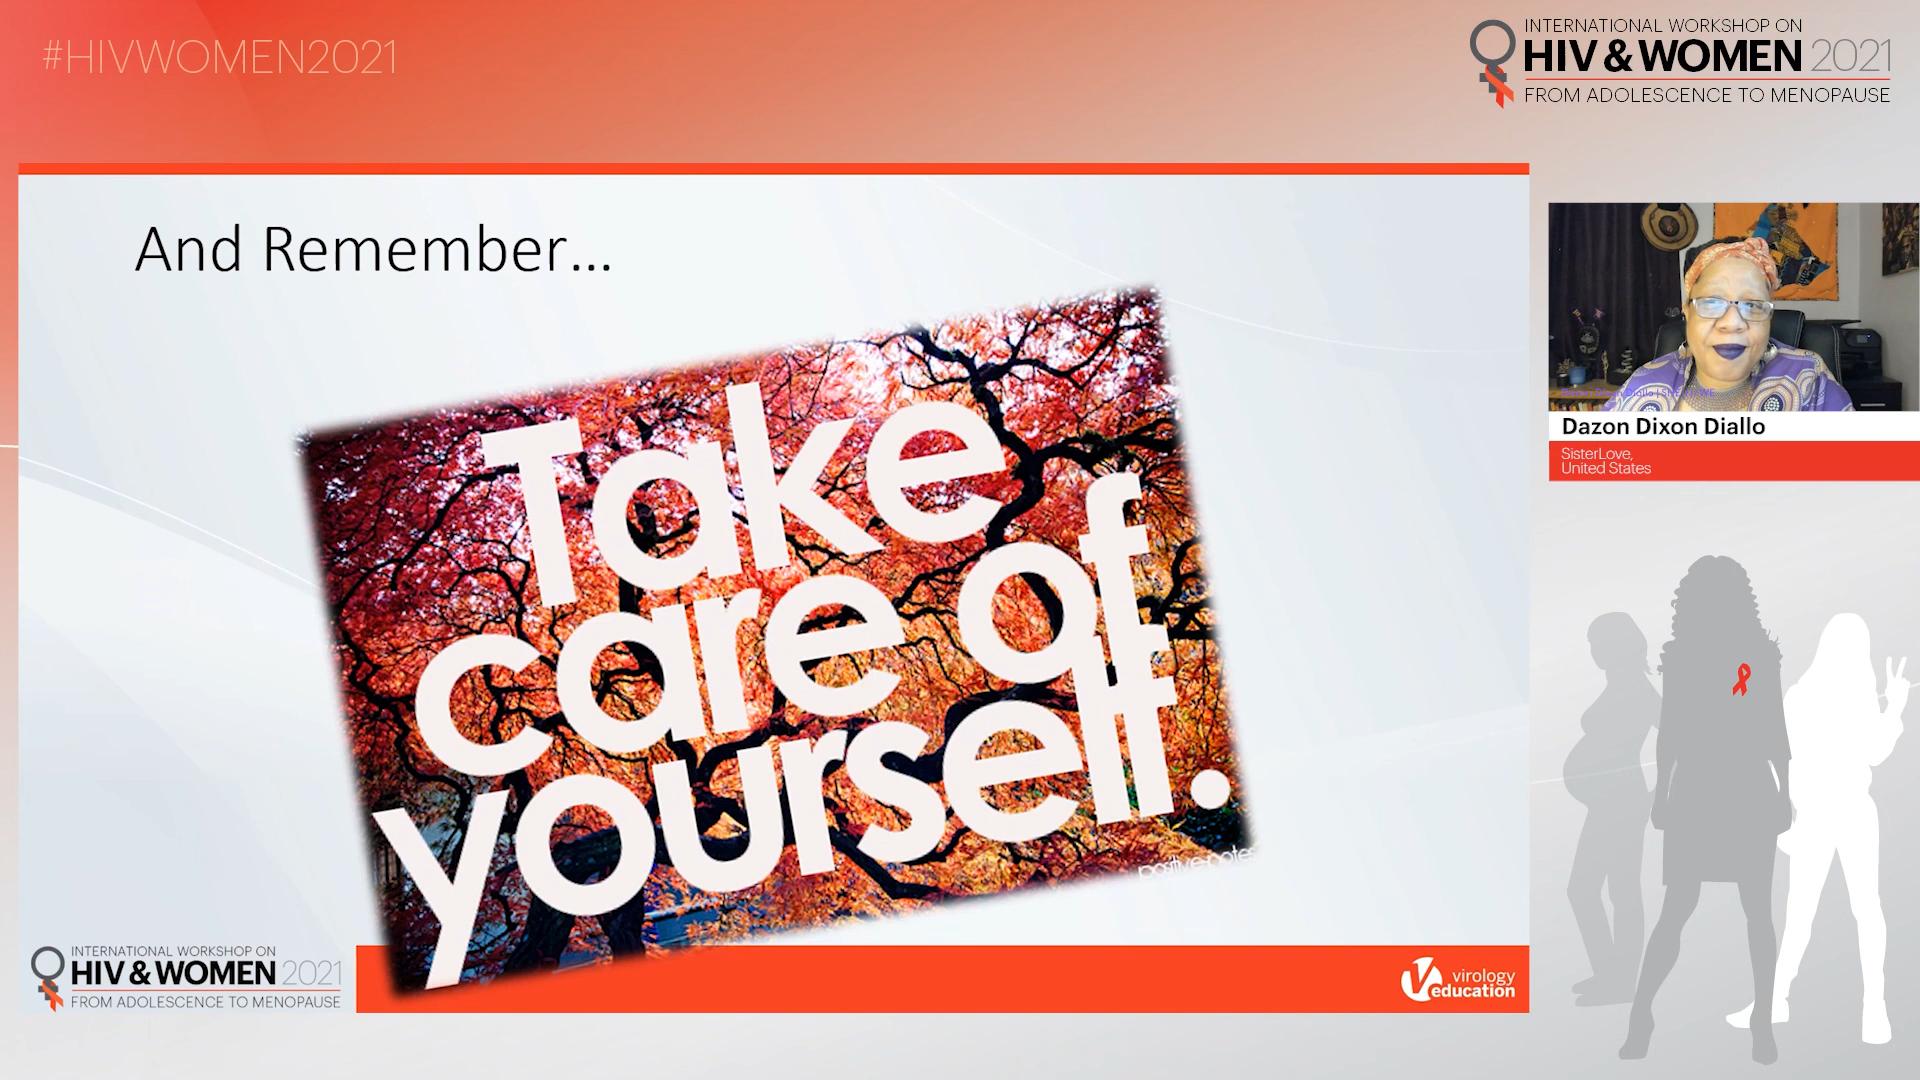 #HIVWOMEN2021
INTERNATIONAL WORKSHOP ON
HIV & WOMEN 2021
FROM ADOLESCENCE TO MENOPAUSE
And Remember...
Take
care of
yourself.
Dazon Dixon Diallo
SisterLove,
United States
INTERNATIONAL WORKSHOP ON
HIV & WOMEN 2021
FROM ADOLESCENCE TO MENOPAUSE
virology
education